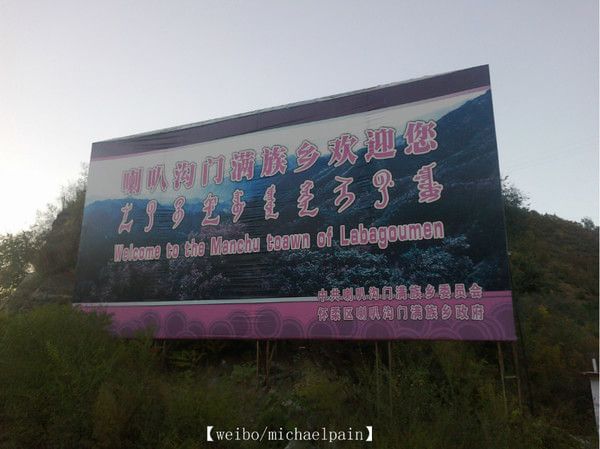 喇叭沟门满族乡欢迎您
Welcome to the Manchu toawn of Labagoumen
中共喇叭沟门满族乡委员会
怀柔区喇叭沟门满族乡政府
【weibo/michaelpain】